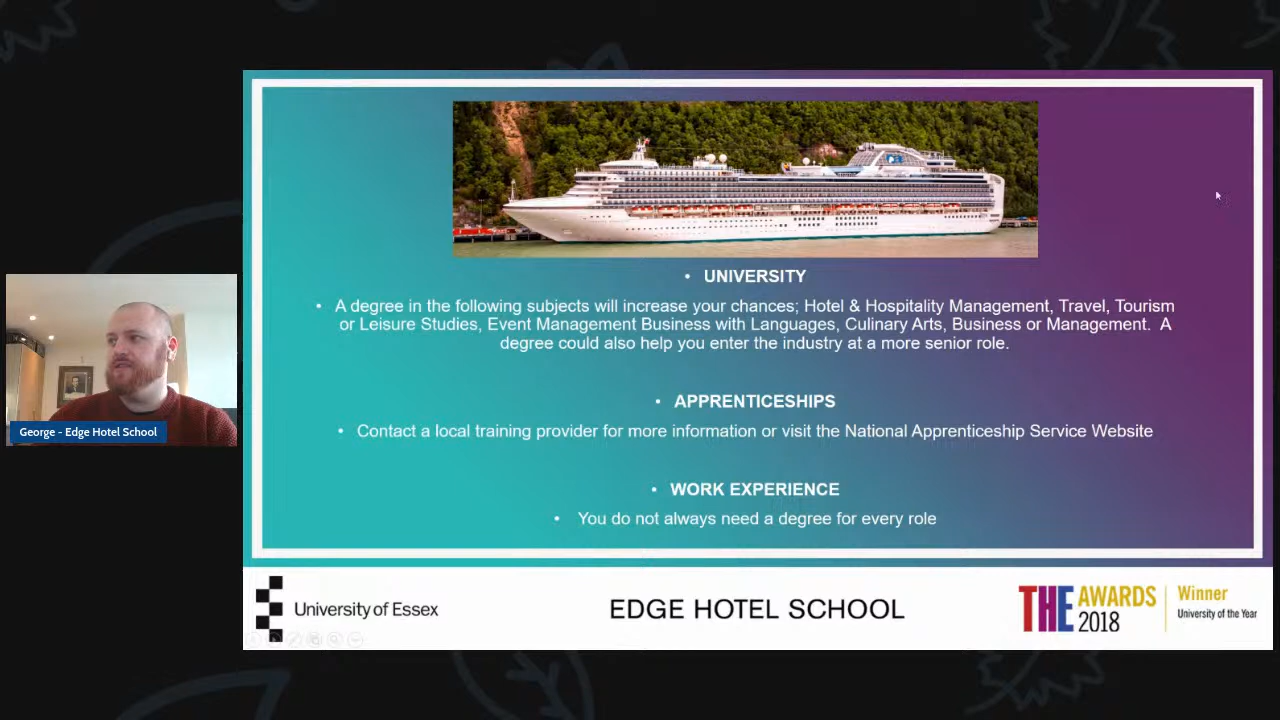 • UNIVERSITY
• A degree in the following subjects will increase your chances; Hotel & Hospitality Management, Travel, Tourism
or Leisure Studies, Event Management Business with Languages, Culinary Arts, Business or Management.  A
degree could also help you enter the industry at a more senior role.
• APPRENTICESHIPS
• Contact a local training provider for more information or visit the National Apprenticeship Service Website
• WORK EXPERIENCE
• You do not always need a degree for every role
George - Edge Hotel School
University of Essex
EDGE HOTEL SCHOOL
THE AWARDS 2018
Winner
University of the Year